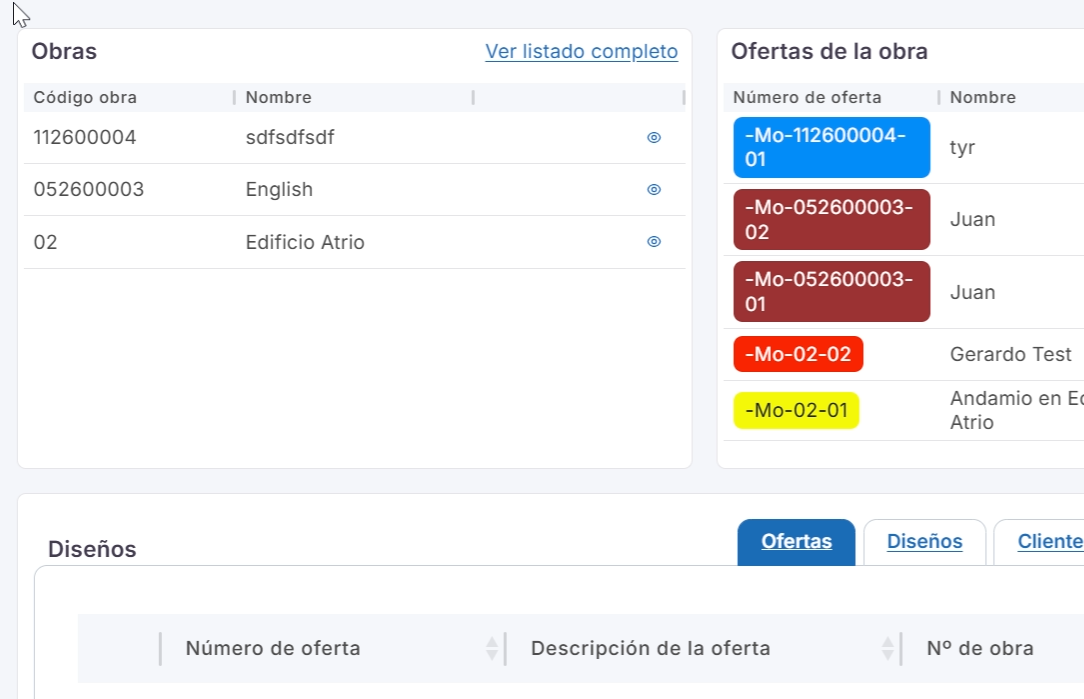 Obras
Ver listado completo
Código obra
Nombre
112600004
sdfsdfsdf
052600003
English
02
Edificio Atrio
Ofertas de la obra
Número de oferta
Nombre
-Mo-112600004-
01
tyr
-Mo-052600003-
02
Juan
-Mo-052600003-
01
Juan
-Mo-02-02
Gerardo Test
-Mo-02-01
Andamio en
Atrio
Diseños
Ofertas
Diseños
Cliente
Número de oferta
Descripción de la oferta
Nº de obra